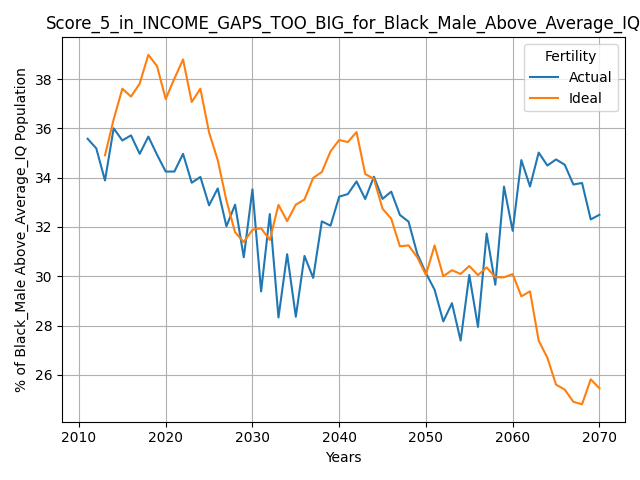 Score_5_in_INCOME_GAPS_TOO_BIG_for_Black_Male_Above_Average_IQ
Fertility
Actual
Ideal
% of Black_Male Above_Average_IQ Population
38
36
34
32
30
28
26
2010 2020 2030 2040 2050 2060 2070
Years